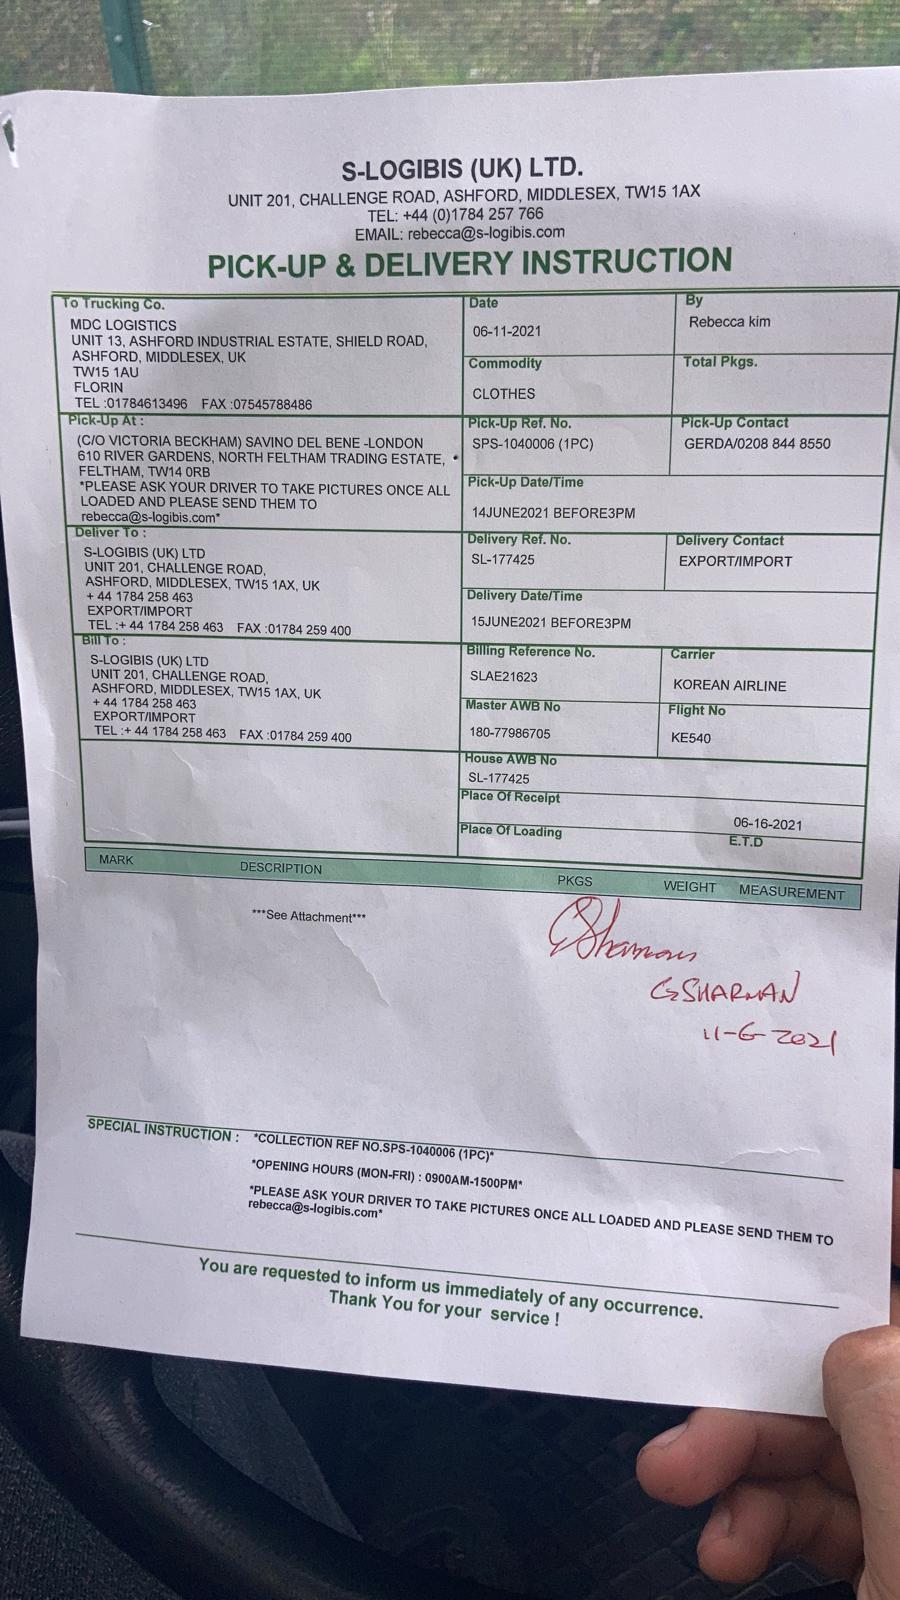 S-LOGIBIS (UK) LTD.
UNIT 201, CHALLENGE ROAD, ASHFORD, MIDDLESEX, TW15 1AX
TEL: +44 (0)1784 257 766
EMAIL: rebecca@s-logibis.com
PICK-UP & DELIVERY INSTRUCTION
To Trucking Co.
MDC LOGISTICS
UNIT 13, ASHFORD INDUSTRIAL ESTATE, SHIELD ROAD,
ASHFORD, MIDDLESEX, UK
TW15 1AU
FLORIN
TEL :01784613496 FAX :07545788486
Date
06-11-2021
By
Rebecca kim
Commodity
CLOTHES
Total Pkgs.
Pick-Up At :
(C/O VICTORIA BECKHAM) SAVINO DEL BENE -LONDON
610 RIVER GARDENS, NORTH FELTHAM TRADING ESTATE,
FELTHAM, TW14 0RB
*PLEASE ASK YOUR DRIVER TO TAKE PICTURES ONCE ALL
LOADED AND PLEASE SEND THEM TO
rebecca@s-logibis.com*
Pick-Up Ref. No.
SPS-1040006 (1PC)
Pick-Up Contact
GERDA/0208 844 8550
Pick-Up Date/Time
14JUNE2021 BEFORE3PM
Deliver To :
S-LOGIBIS (UK) LTD
UNIT 201, CHALLENGE ROAD,
ASHFORD, MIDDLESEX, TW15 1AX, UK
+ 44 1784 258 463
EXPORT/IMPORT
TEL :+ 44 1784 258 463 FAX :01784 259 400
Delivery Ref. No.
SL-177425
Delivery Contact
EXPORT/IMPORT
Delivery Date/Time
15JUNE2021 BEFORE3PM
Bill To :
S-LOGIBIS (UK) LTD
UNIT 201, CHALLENGE ROAD,
ASHFORD, MIDDLESEX, TW15 1AX, UK
+ 44 1784 258 463
EXPORT/IMPORT
TEL :+ 44 1784 258 463 FAX :01784 259 400
Billing Reference No.
SLAE21623
Carrier
KOREAN AIRLINE
Master AWB No
180-77986705
Flight No
KE540
House AWB No
SL-177425
Place Of Receipt
06-16-2021
Place Of Loading
E.T.D
MARK DESCRIPTION PKGS WEIGHT MEASUREMENT
***See Attachment***
GSharman
G SHARMAN
11-6-2021
SPECIAL INSTRUCTION : *COLLECTION REF NO.SPS-1040006 (1PC)*
*OPENING HOURS (MON-FRI) : 0900AM-1500PM*
*PLEASE ASK YOUR DRIVER TO TAKE PICTURES ONCE ALL LOADED AND PLEASE SEND THEM TO
rebecca@s-logibis.com*
You are requested to inform us immediately of any occurrence.
Thank You for your service !